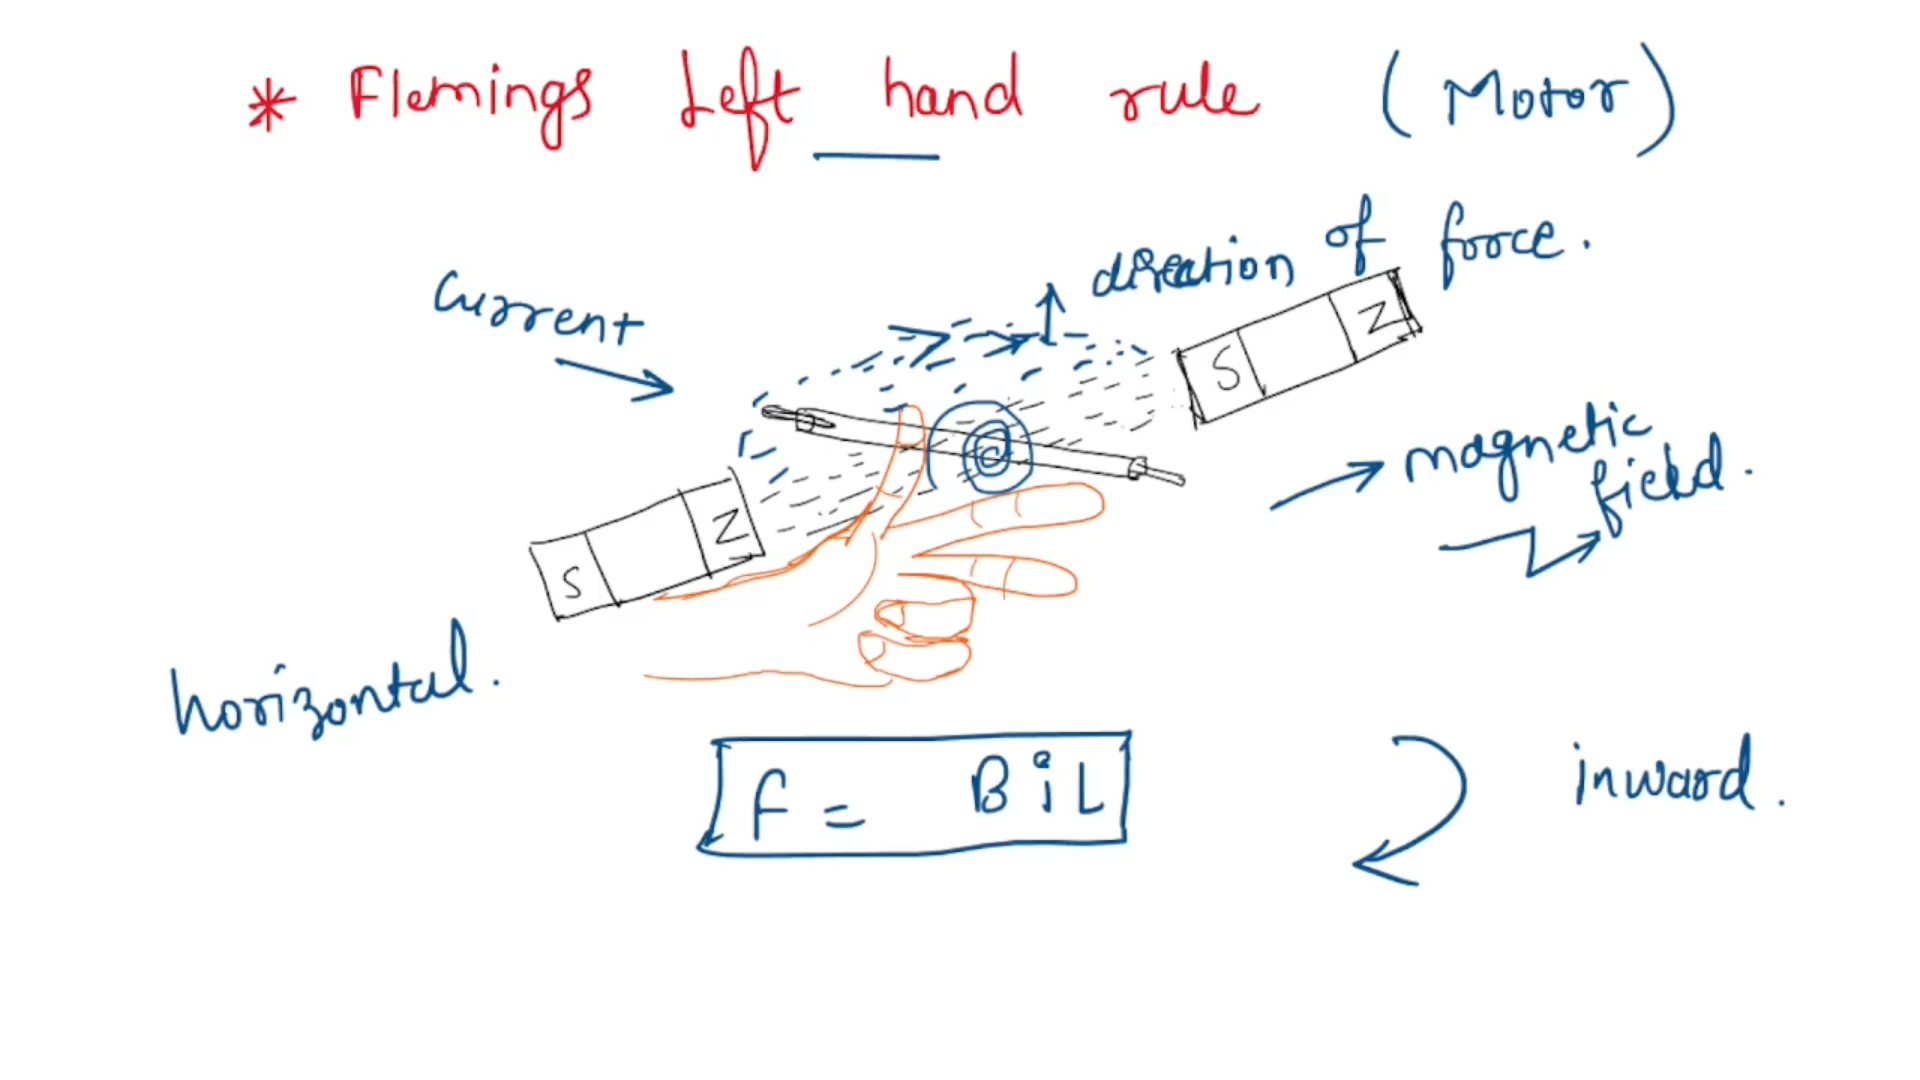 * Flemings Left hand rule (Motor)
direction of force.
Current
S N
magnetic
field.
S N
horizontal.
F = BiL
inward.